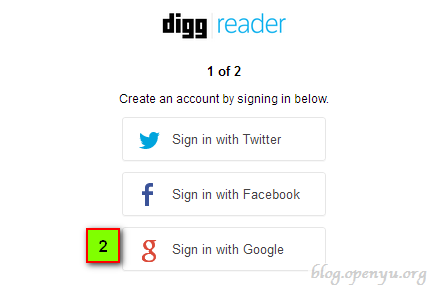 digg reader
1 of 2
Create an account by signing in below.
Sign in with Twitter
f Sign in with Facebook
2 g Sign in with Google
blog.openyu.org